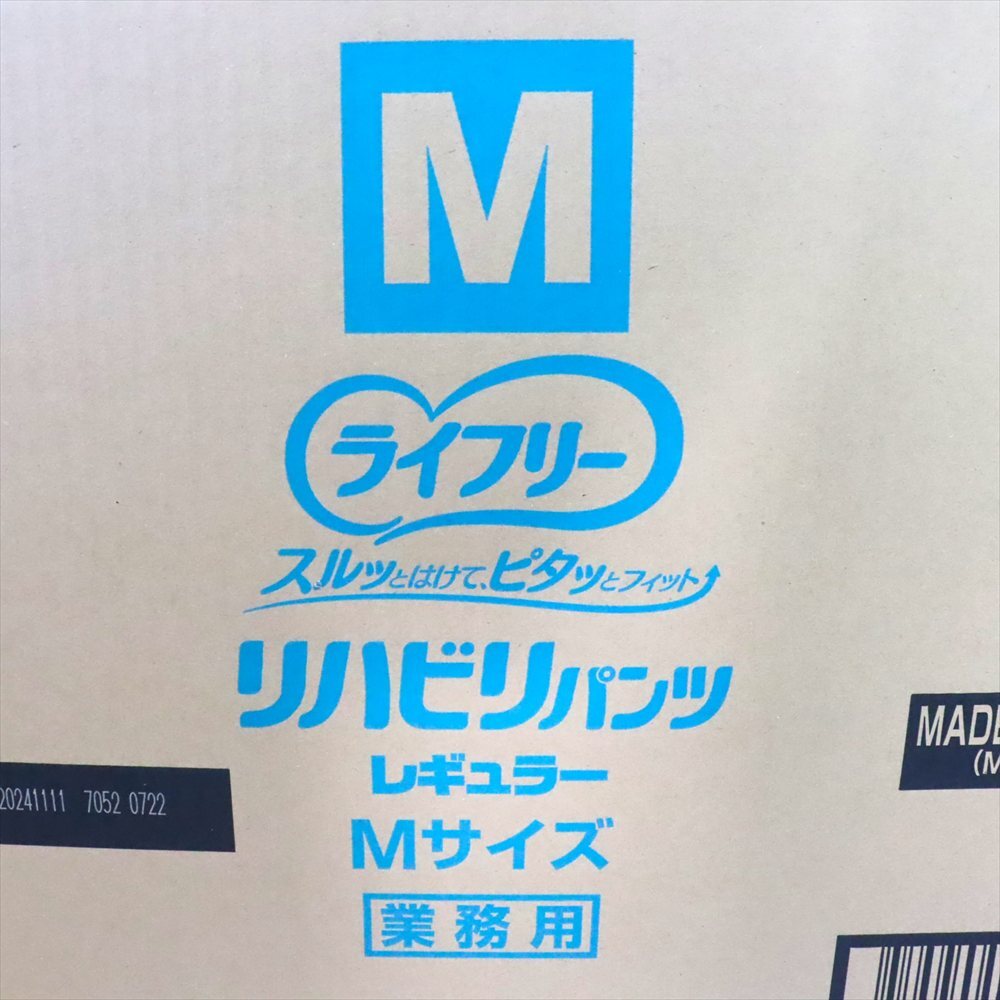 M
ライフリー
スルッとはけて、ピタッとフィット
リハビリパンツ
レギュラー
Mサイズ
業務用
20241111 7052 0722
MADE
(M